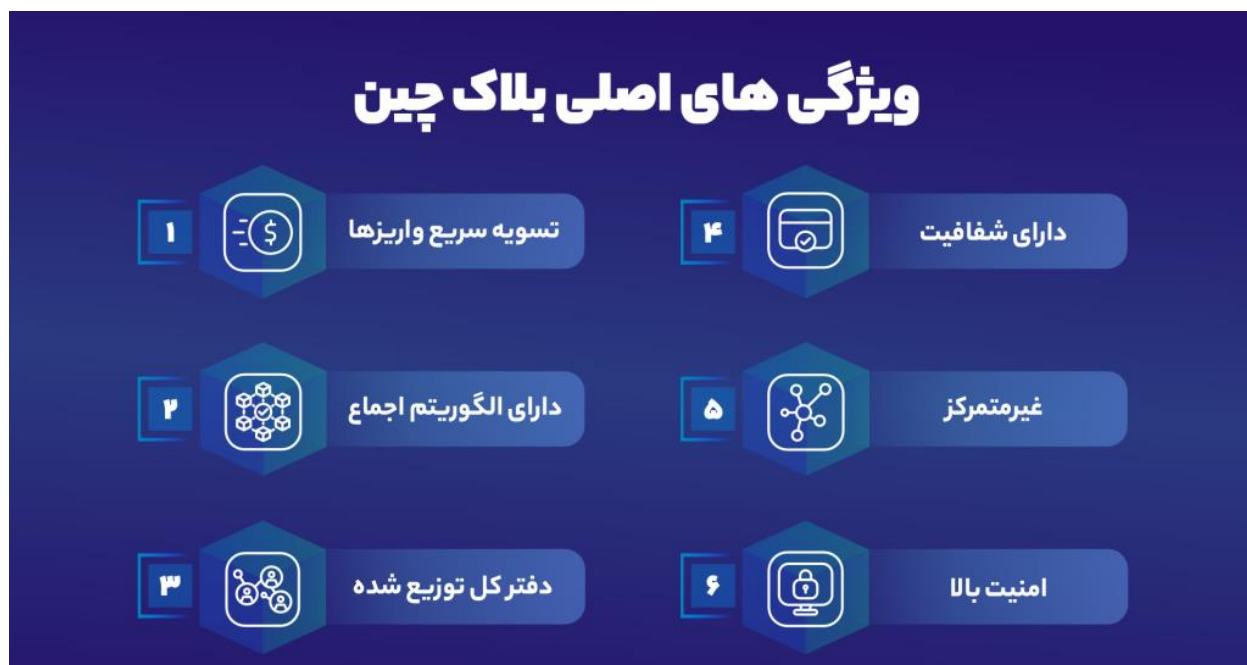 ویژگی های اصلی بلاک چین
۱
تسویه سریع واریزها
۲
دارای الگوریتم اجماع
۳
دفتر کل توزیع شده
۴
دارای شفافیت
۵
غیرمتمرکز
۶
امنیت بالا